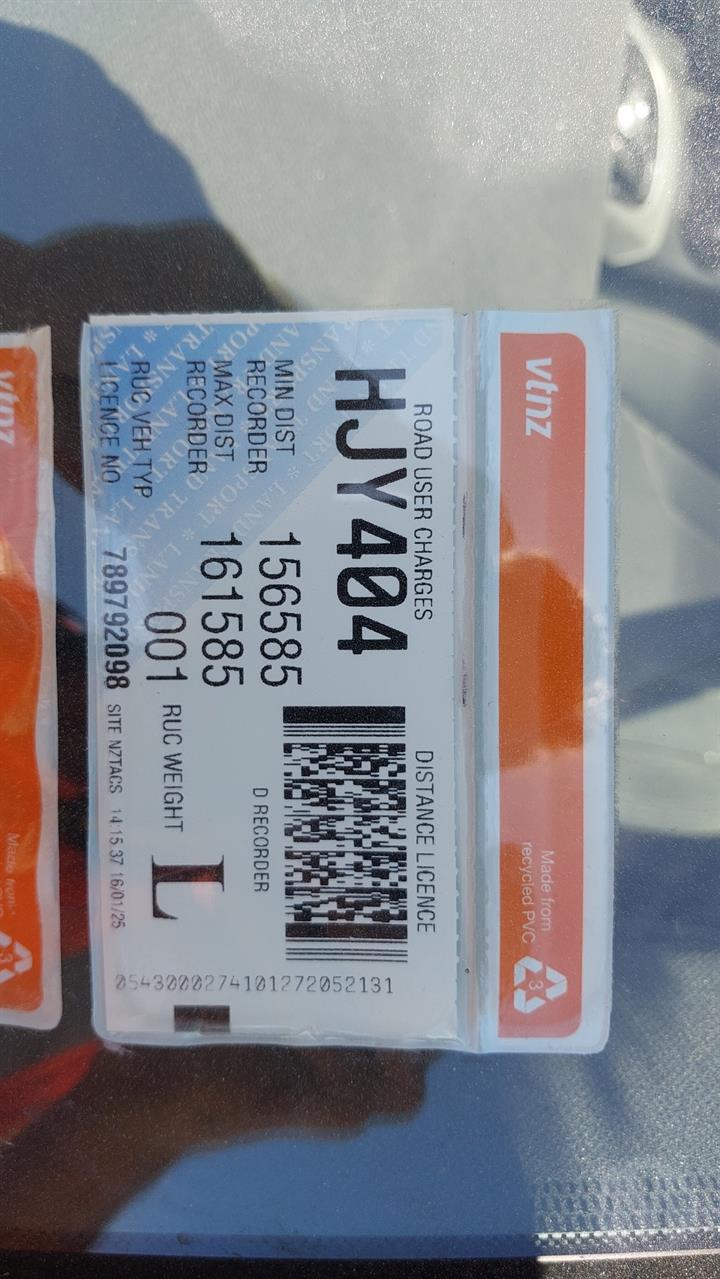 vtnz
Made from
recycled PVC
3
ROAD USER CHARGES
DISTANCE LICENCE
HJY404
MIN DIST
RECORDER 156585
D RECORDER
MAX DIST
RECORDER 161585
RUC VEH TYP 001
RUC WEIGHT L
LICENCE NO 789792098
SITE NZTACS 14:15:37 16/01/25
0543000274101272052131
vtnz
Made from
3